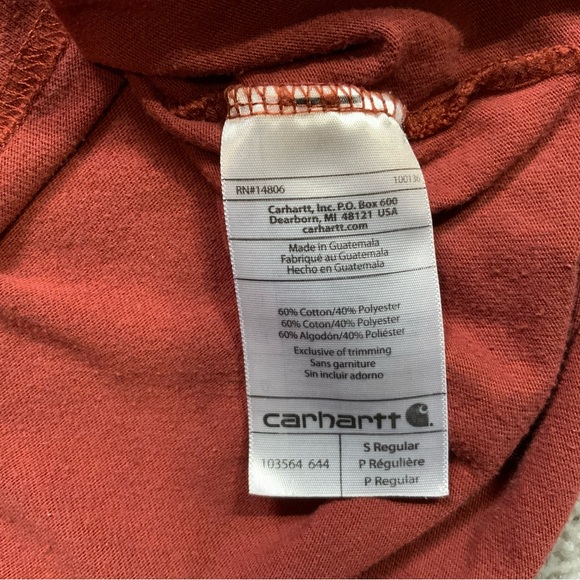 RN#14806 100136
Carhartt, Inc. P.O. Box 600
Dearborn, MI 48121 USA
carhartt.com
Made in Guatemala
Fabriqué au Guatemala
Hecho en Guatemala
60% Cotton/40% Polyester
60% Coton/40% Polyester
60% Algodón/40% Poliéster
Exclusive of trimming
Sans garniture
Sin incluir adorno
carhartt
103564 644
S Regular
P Régulière
P Regular